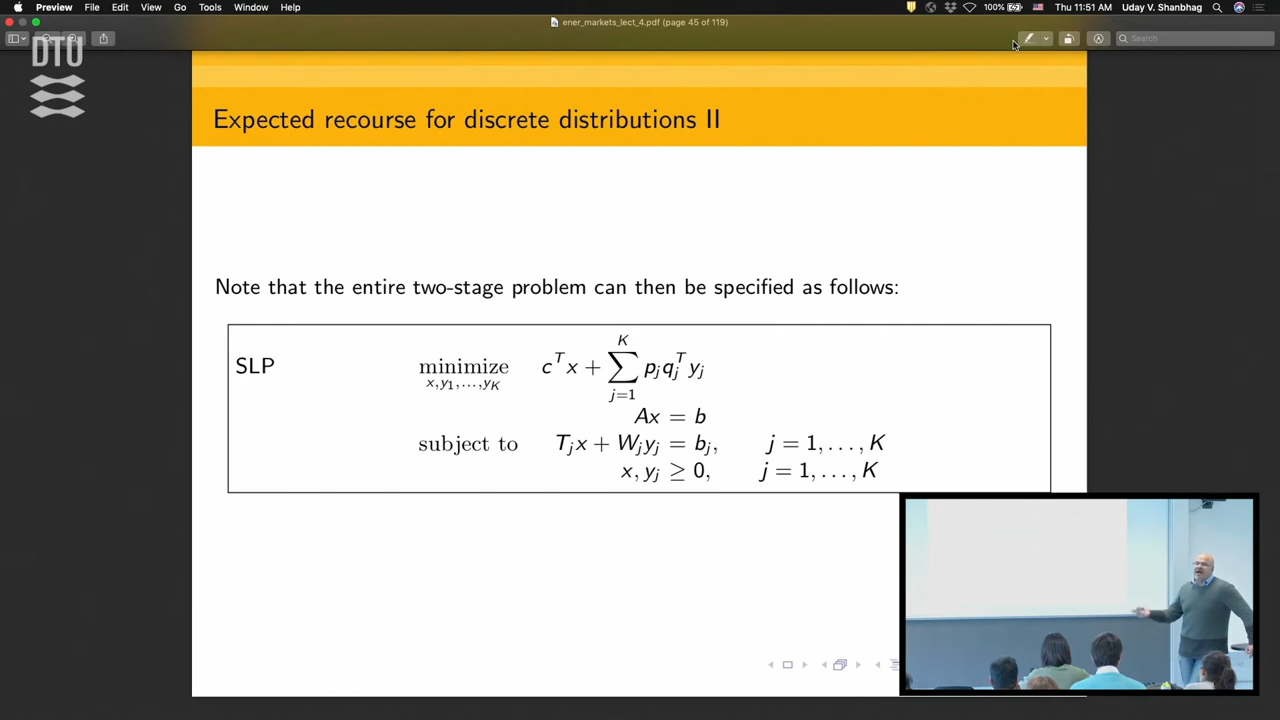 Preview File Edit View Go Tools Window Help 100% Thu 11:51 AM Uday V. Shanbhag
ener_markets_lect_4.pdf (page 45 of 119)
Search
DTU
Expected recourse for discrete distributions II
Note that the entire two-stage problem can then be specified as follows:
SLP minimize c^T x + ∑_{j=1}^{K} p_j q_j^T y_j
x,y_1,...,y_K
Ax = b
subject to T_j x + W_j y_j = b_j, j = 1, . . . , K
x, y_j ≥ 0, j = 1, . . . , K